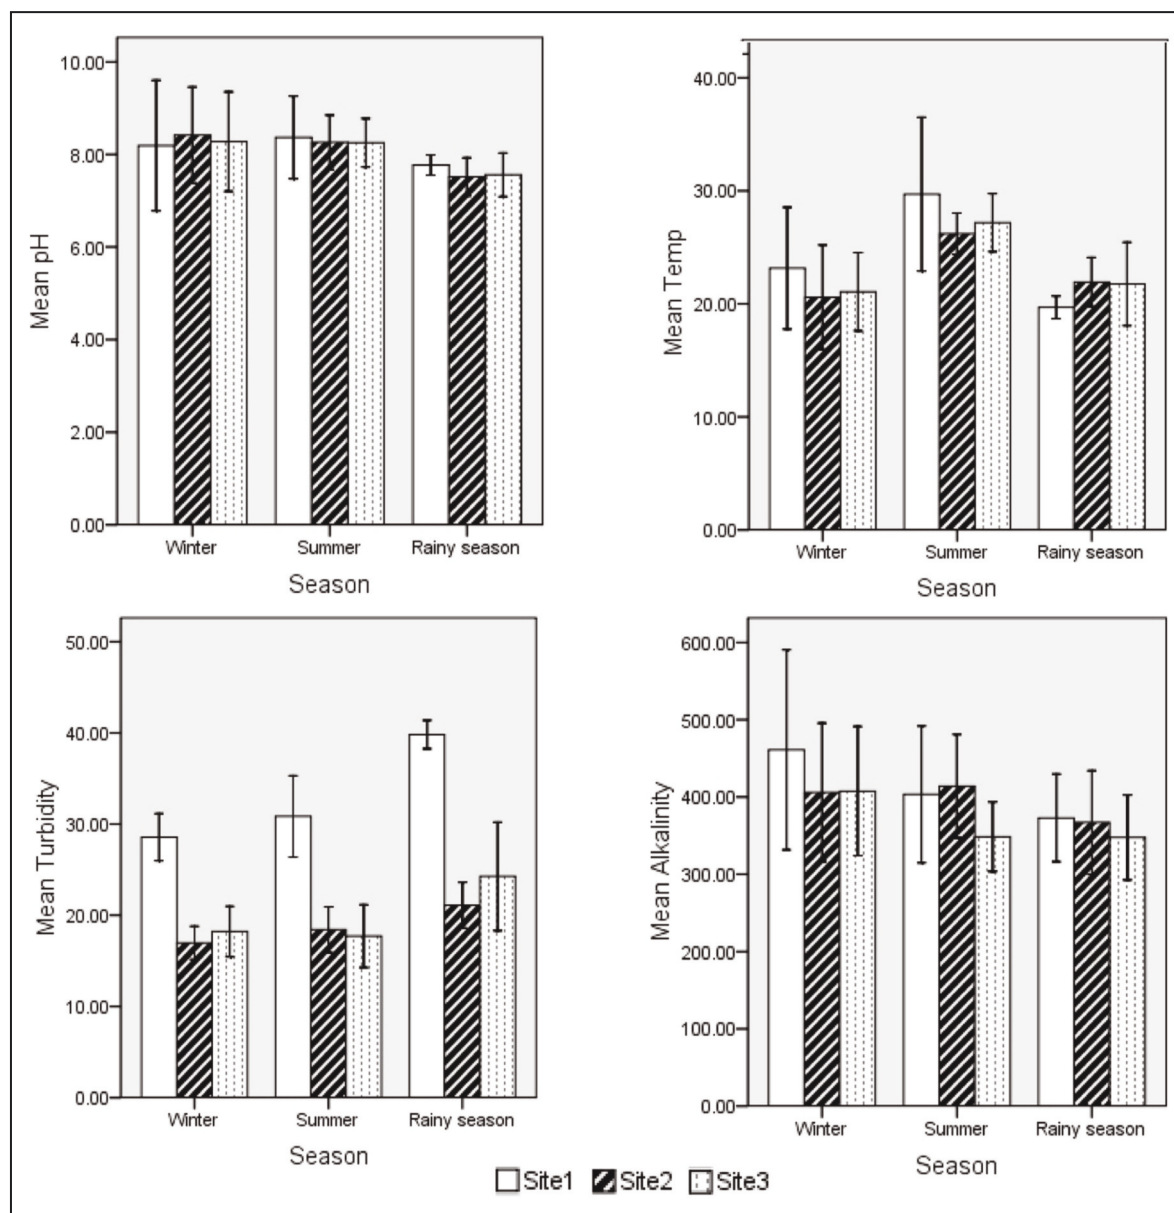 10.00
8.00
6.00
4.00
2.00
0.00
Mean pH
Winter Summer Rainy season
Season
40.00
30.00
20.00
10.00
0.00
Mean Temp
Winter Summer Rainy season
Season
50.00
40.00
30.00
20.00
10.00
0.00
Mean Turbidity
Winter Summer Rainy season
Season
600.00
500.00
400.00
300.00
200.00
100.00
0.00
Mean Alkalinity
Winter Summer Rainy season
Season
Site1 Site2 Site3